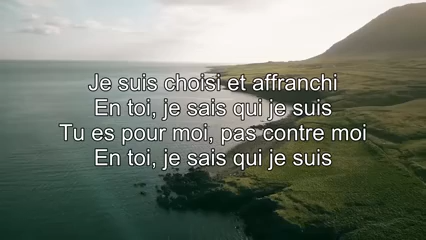 Je suis choisi et affranchi
En toi, je sais qui je suis
Tu es pour moi, pas contre moi
En toi, je sais qui je suis